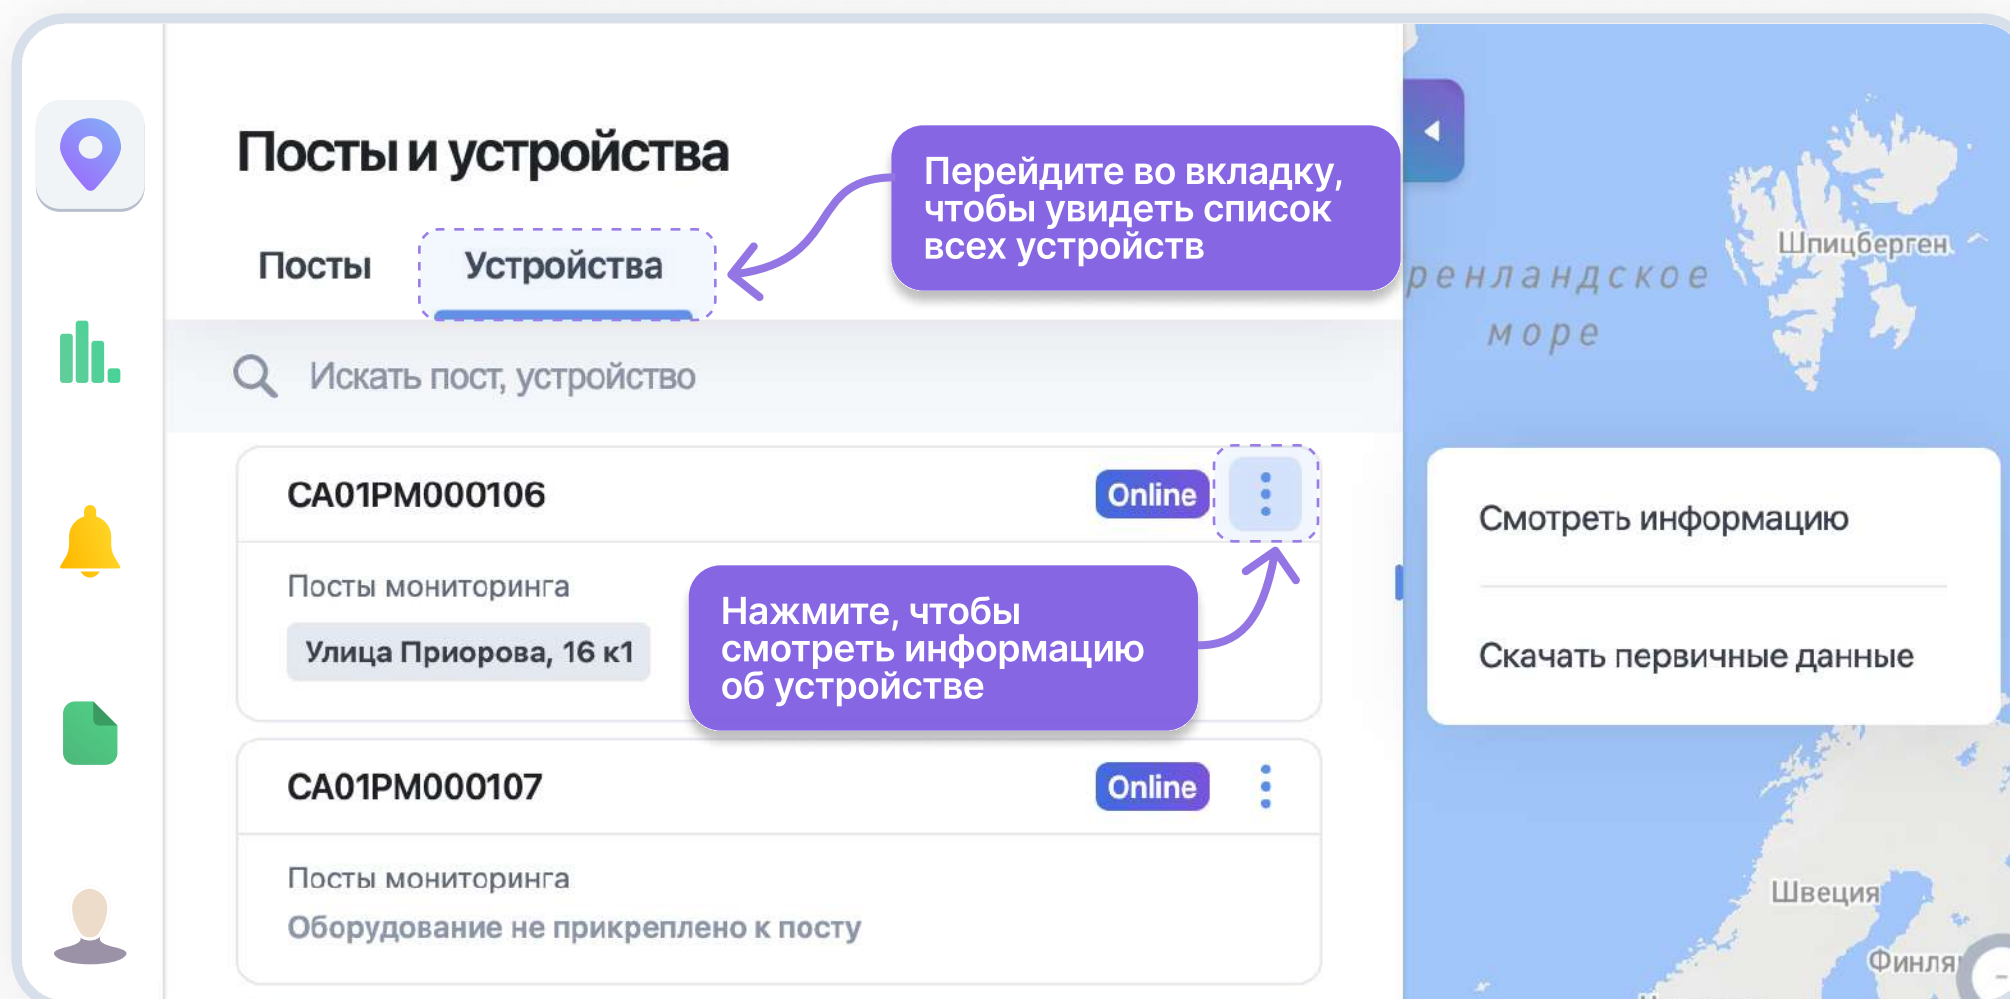 Посты и устройства
Перейдите во вкладку,
чтобы увидеть список
всех устройств
Посты
Устройства
Искать пост, устройство
CA01PM000106
Online
Посты мониторинга
Улица Приорова, 16 к1
Нажмите, чтобы
смотреть информацию
об устройстве
CA01PM000107
Online
Посты мониторинга
Оборудование не прикреплено к посту
Шпицберген
ренландское
море
Смотреть информацию
Скачать первичные данные
Швеция
Финля